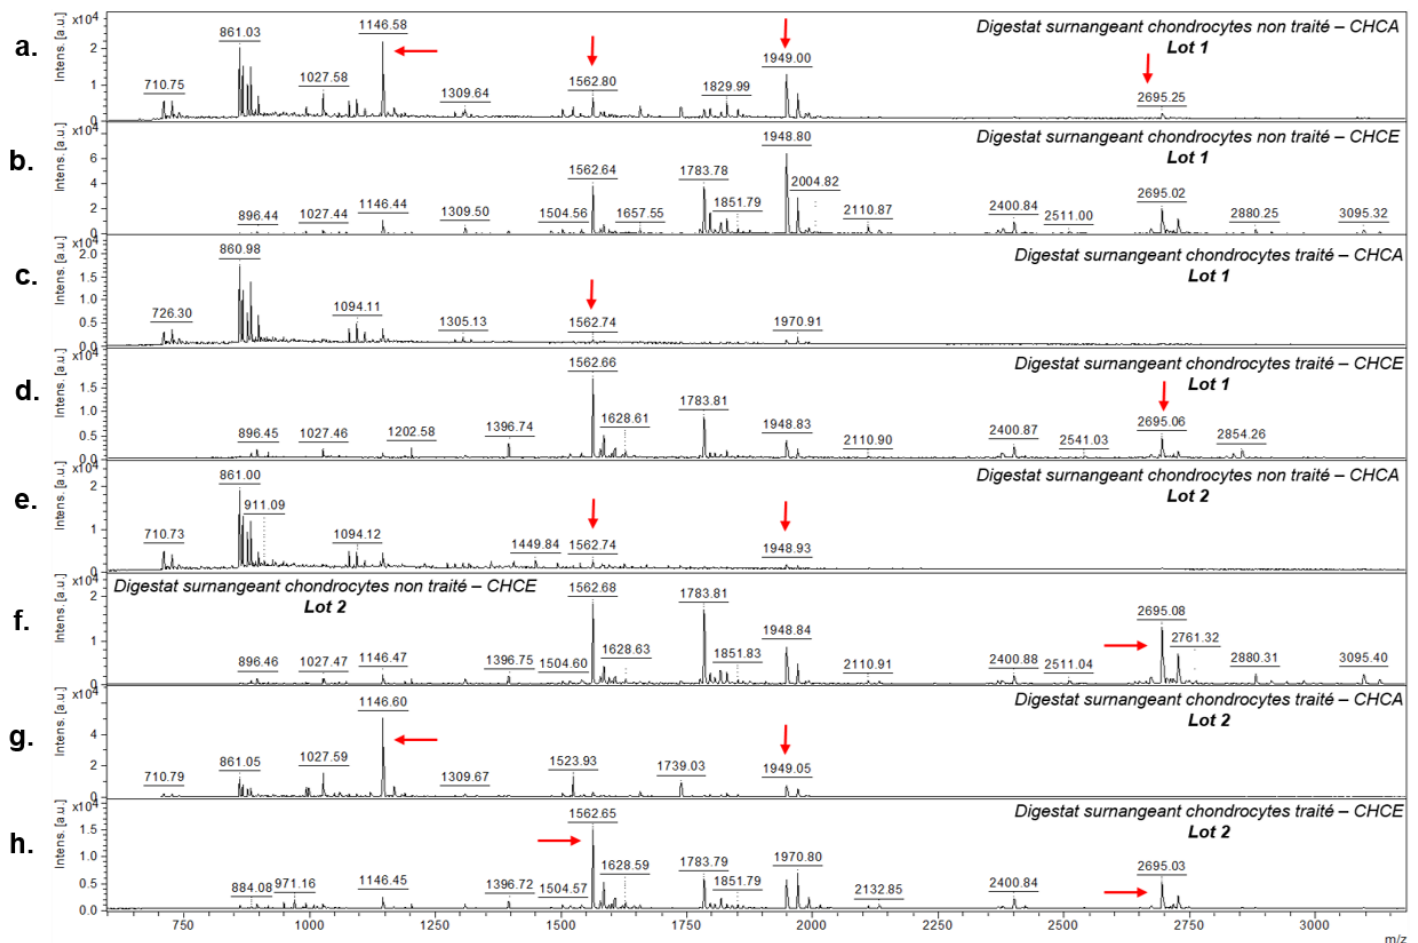 a.
x10⁴
Intens. [a.u.]
2
1
0
Digestat surnangeant chondrocytes non traité – CHCA
Lot 1
710.75
861.03
1027.58
1146.58
1309.64
1562.80
1829.99
1949.00
2695.25
b.
x10⁴
Intens. [a.u.]
6
4
2
0
Digestat surnangeant chondrocytes non traité – CHCE
Lot 1
896.44
1027.44
1146.44
1309.50
1504.56
1562.64
1657.55
1783.78
1851.79
1948.80
2004.82
2110.87
2400.84
2511.00
2695.02
2880.25
3095.32
c.
x10⁴
Intens. [a.u.]
2.0
1.5
1.0
0.5
0.0
Digestat surnangeant chondrocytes traité – CHCA
Lot 1
726.30
860.98
1094.11
1305.13
1562.74
1970.91
d.
x10⁴
Intens. [a.u.]
1.5
1.0
0.5
0.0
Digestat surnangeant chondrocytes traité – CHCE
Lot 1
896.45
1027.46
1202.58
1396.74
1562.66
1628.61
1783.81
1948.83
2110.90
2400.87
2541.03
2695.06
2854.26
e.
x10⁴
Intens. [a.u.]
2
1
0
Digestat surnangeant chondrocytes non traité – CHCA
Lot 2
710.73
861.00
911.09
1094.12
1449.84
1562.74
1948.93
f.
x10⁴
Intens. [a.u.]
2
1
0
Digestat surnangeant chondrocytes non traité – CHCE
Lot 2
896.46
1027.47
1146.47
1396.75
1504.60
1562.68
1628.63
1783.81
1851.83
1948.84
2110.91
2400.88
2511.04
2695.08
2761.32
2880.31
3095.40
g.
x10⁴
Intens. [a.u.]
4
2
0
Digestat surnangeant chondrocytes traité – CHCA
Lot 2
710.79
861.05
1027.59
1146.60
1309.67
1523.93
1739.03
1949.05
h.
x10⁴
Intens. [a.u.]
1.5
1.0
0.5
0.0
Digestat surnangeant chondrocytes traité – CHCE
Lot 2
884.08
971.16
1146.45
1396.72
1504.57
1562.65
1628.59
1783.79
1851.79
1970.80
2132.85
2400.84
2695.03
750 1000 1250 1500 1750 2000 2250 2500 2750 3000
m/z